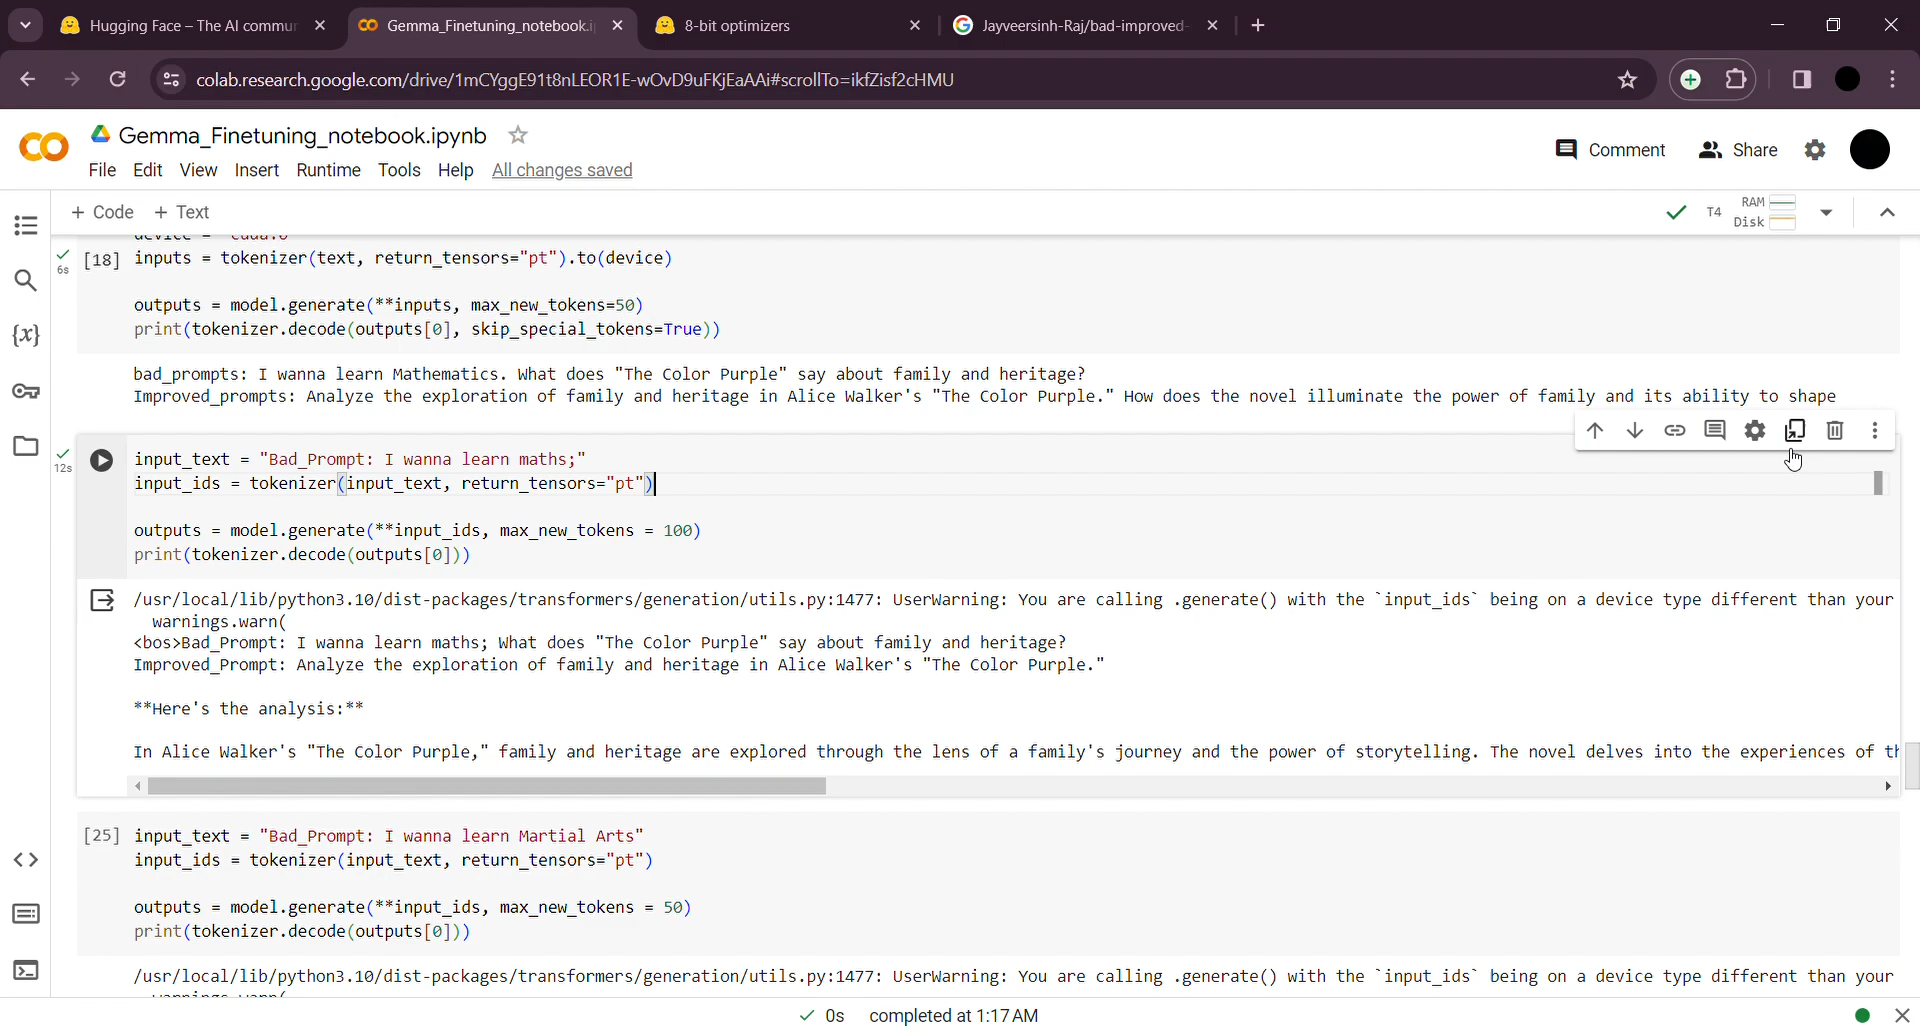 Hugging Face – The AI commun
Gemma_Finetuning_notebook.i
8-bit optimizers
Jayveersinh-Raj/bad-improved-
colab.research.google.com/drive/1mCYggE91t8nLEOR1E-wOvD9uFKjEaAAi#scrollTo=ikfZisf2cHMU
Gemma_Finetuning_notebook.ipynb
Comment
Share
File Edit View Insert Runtime Tools Help All changes saved
+ Code + Text
T4
RAM
Disk
device = "cuda:0"
6s
[18] inputs = tokenizer(text, return_tensors="pt").to(device)
outputs = model.generate(**inputs, max_new_tokens=50)
print(tokenizer.decode(outputs[0], skip_special_tokens=True))
bad_prompts: I wanna learn Mathematics. What does "The Color Purple" say about family and heritage?
Improved_prompts: Analyze the exploration of family and heritage in Alice Walker's "The Color Purple." How does the novel illuminate the power of family and its ability to shape
12s
input_text = "Bad_Prompt: I wanna learn maths;"
input_ids = tokenizer(input_text, return_tensors="pt")
outputs = model.generate(**input_ids, max_new_tokens = 100)
print(tokenizer.decode(outputs[0]))
/usr/local/lib/python3.10/dist-packages/transformers/generation/utils.py:1477: UserWarning: You are calling .generate() with the `input_ids` being on a device type different than your
warnings.warn(
<bos>Bad_Prompt: I wanna learn maths; What does "The Color Purple" say about family and heritage?
Improved_Prompt: Analyze the exploration of family and heritage in Alice Walker's "The Color Purple."
**Here's the analysis:**
In Alice Walker's "The Color Purple," family and heritage are explored through the lens of a family's journey and the power of storytelling. The novel delves into the experiences of th
[25] input_text = "Bad_Prompt: I wanna learn Martial Arts"
input_ids = tokenizer(input_text, return_tensors="pt")
outputs = model.generate(**input_ids, max_new_tokens = 50)
print(tokenizer.decode(outputs[0]))
/usr/local/lib/python3.10/dist-packages/transformers/generation/utils.py:1477: UserWarning: You are calling .generate() with the `input_ids` being on a device type different than your
warnings.warn(
0s completed at 1:17 AM